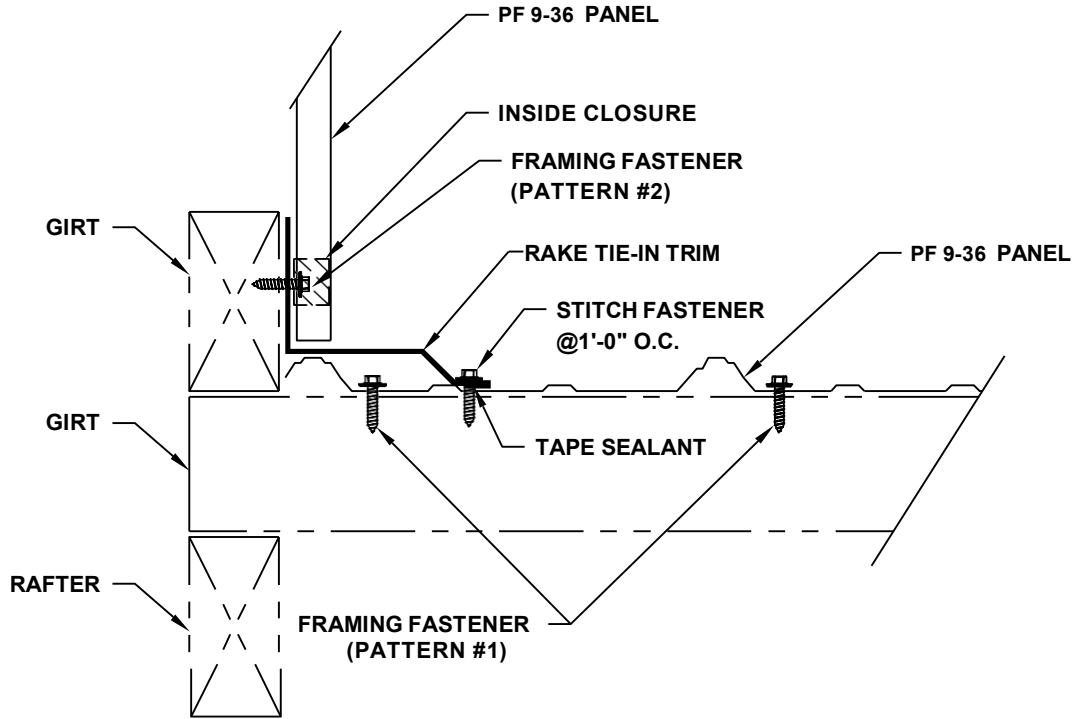 PF 9-36 PANEL
INSIDE CLOSURE
FRAMING FASTENER
(PATTERN #2)
GIRT
RAKE TIE-IN TRIM
PF 9-36 PANEL
STITCH FASTENER
@1'-0" O.C.
GIRT
TAPE SEALANT
RAFTER
FRAMING FASTENER
(PATTERN #1)